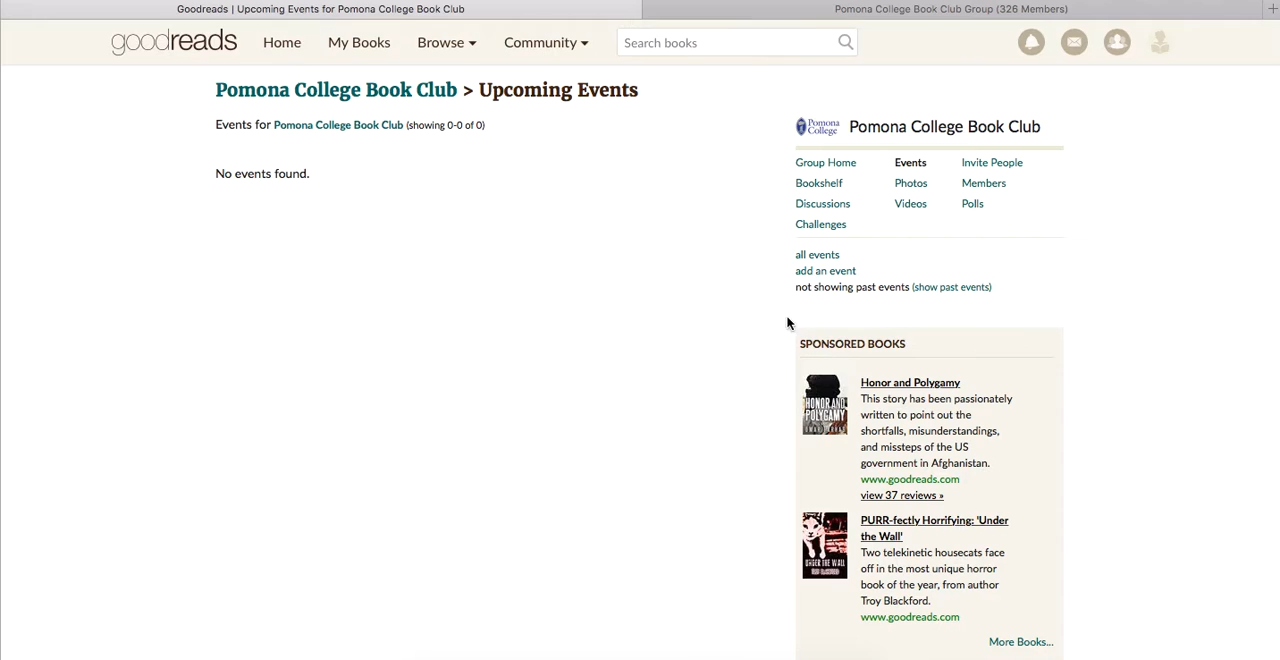 Goodreads | Upcoming Events for Pomona College Book Club
Pomona College Book Club Group (326 Members)
goodreads Home My Books Browse Community Search books
Pomona College Book Club > Upcoming Events
Events for Pomona College Book Club (showing 0-0 of 0)
No events found.
Pomona College Pomona College Book Club
Group Home Events Invite People
Bookshelf Photos Members
Discussions Videos Polls
Challenges
all events
add an event
not showing past events (show past events)
SPONSORED BOOKS
HONOR AND
POLYGAMY
Honor and Polygamy
This story has been passionately
written to point out the
shortfalls, misunderstandings,
and missteps of the US
government in Afghanistan.
www.goodreads.com
view 37 reviews »
UNDER THE WALL
PURR-fectly Horrifying: 'Under
the Wall'
Two telekinetic housecats face
off in the most unique horror
book of the year, from author
Troy Blackford.
www.goodreads.com
More Books...